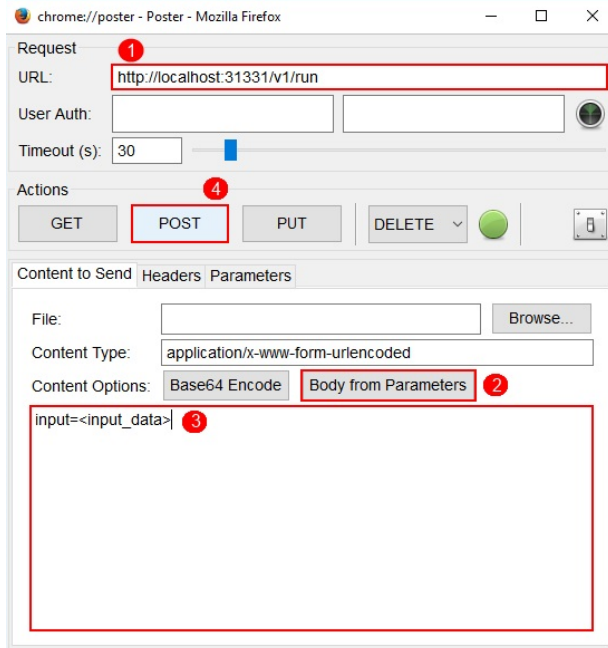 chrome://poster - Poster - Mozilla Firefox
Request
1
URL: http://localhost:31331/v1/run
User Auth:
Timeout (s): 30
Actions
4
GET POST PUT DELETE
Content to Send Headers Parameters
File: Browse...
Content Type: application/x-www-form-urlencoded
Content Options: Base64 Encode Body from Parameters 2
input=<input_data> 3